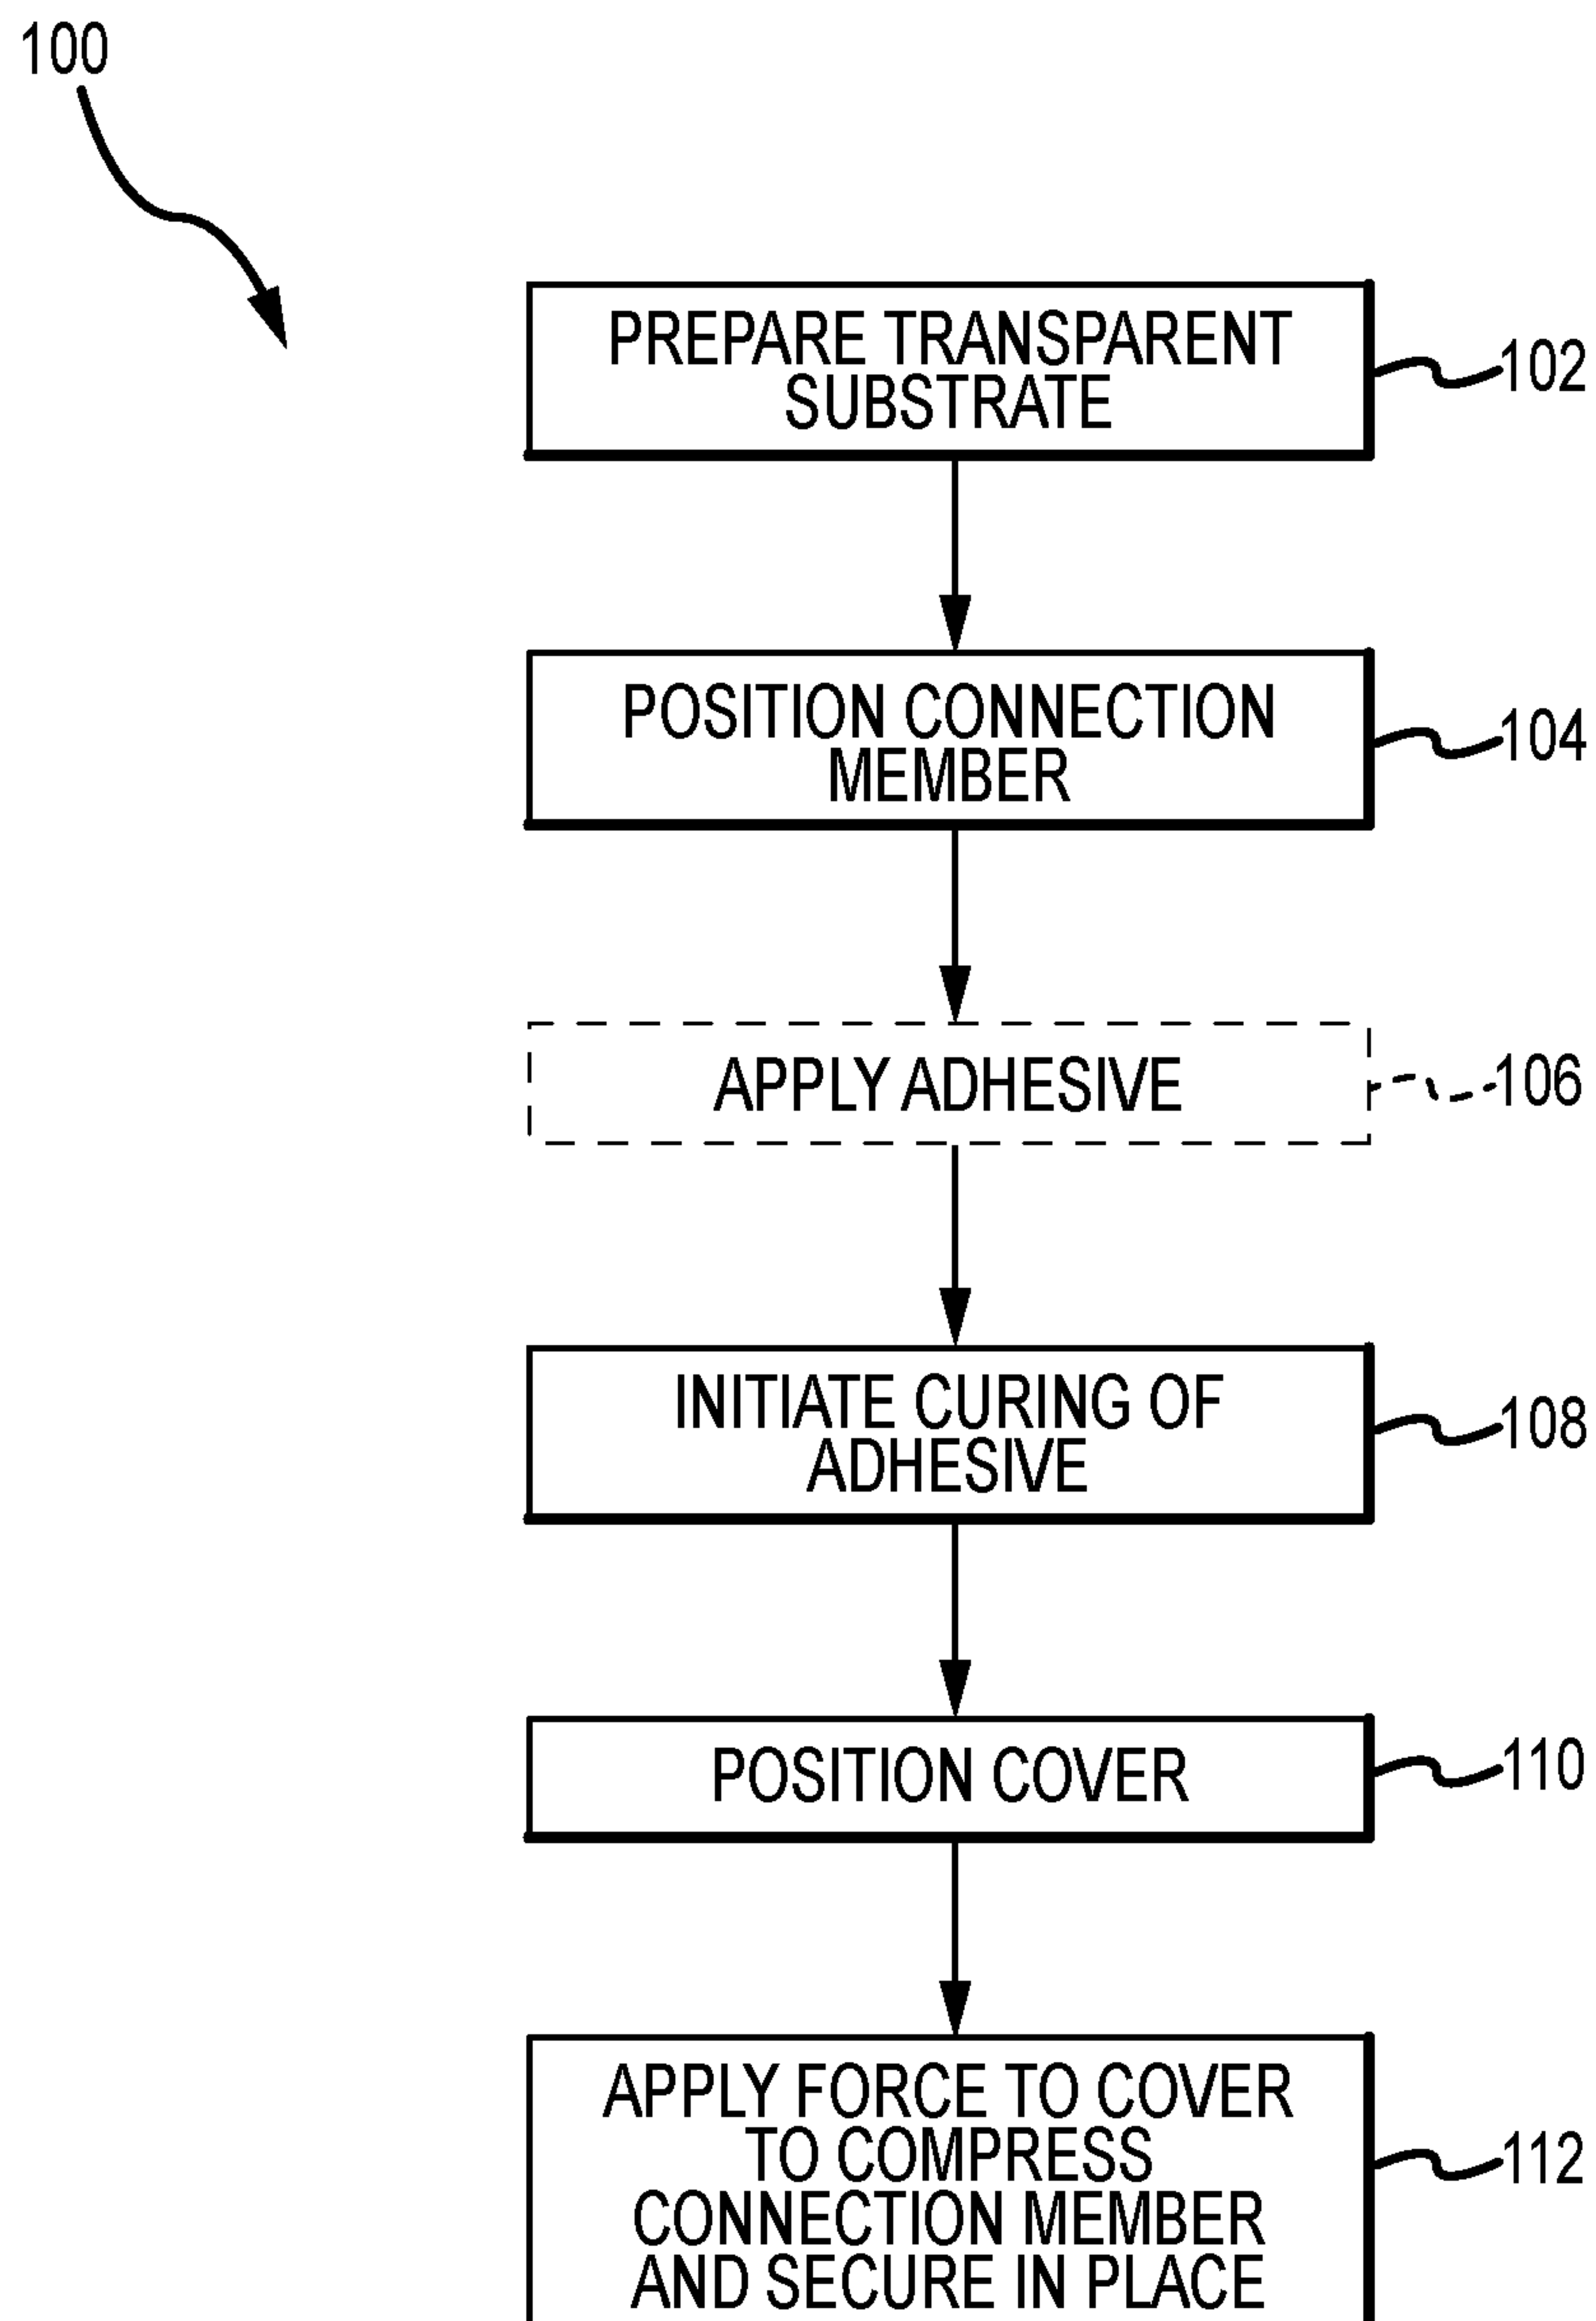 100
PREPARE TRANSPARENT
SUBSTRATE
102
POSITION CONNECTION
MEMBER
104
APPLY ADHESIVE
106
INITIATE CURING OF
ADHESIVE
108
POSITION COVER
110
APPLY FORCE TO COVER
TO COMPRESS
CONNECTION MEMBER
AND SECURE IN PLACE
112